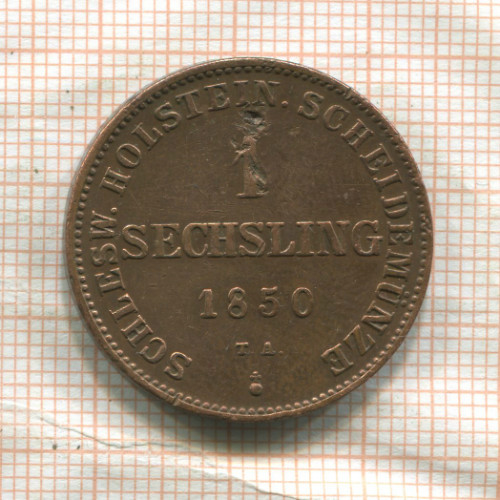 SCHLESW. HOLSTEIN. SCHEIDEMÜNZE
1
SECHSLING
1850
T A.